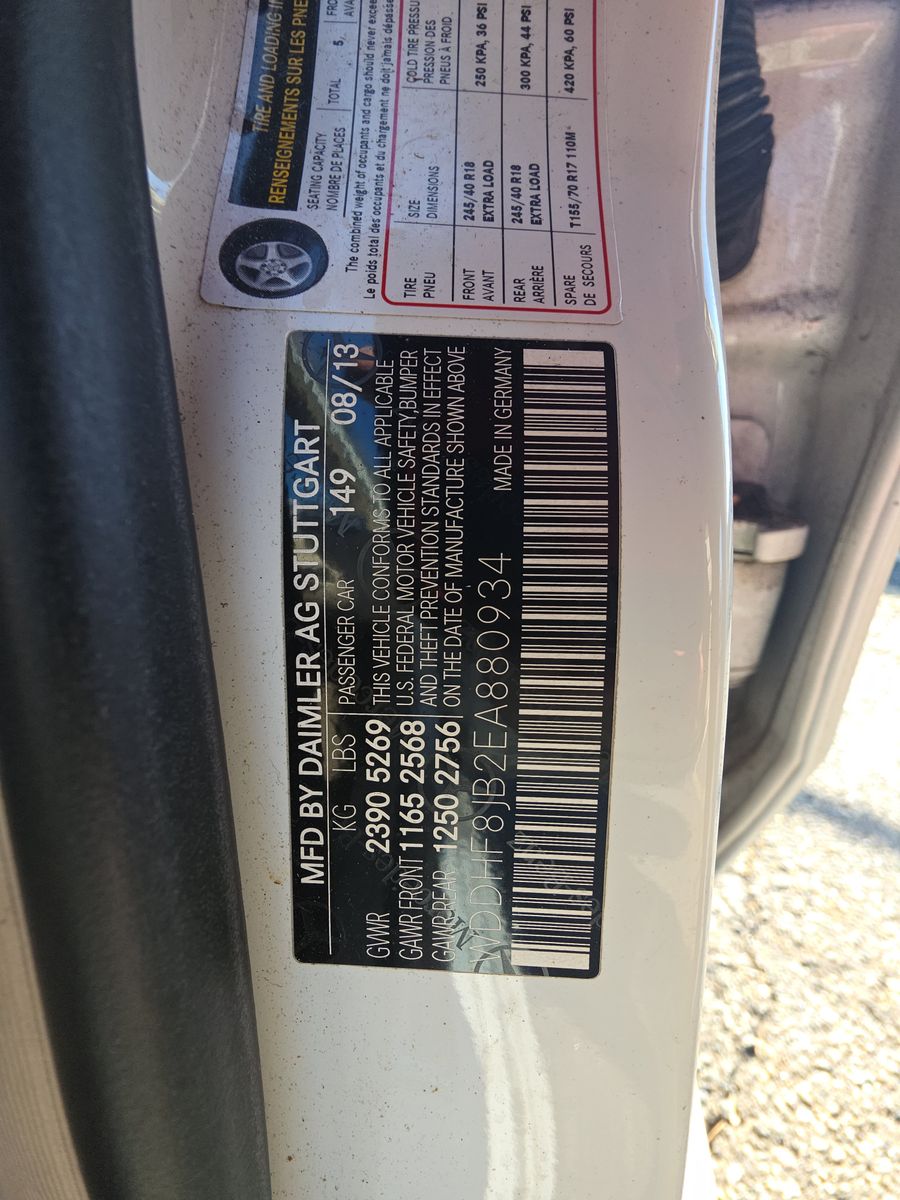 TIRE AND LOADING IN
RENSEIGNEMENTS SUR LES PNE
SEATING CAPACITY TOTAL 5 FRO
NOMBRE DE PLACES AVA
The combined weight of occupants and cargo should never excee
Le poids total des occupants et du chargement ne doit jamais dépasse
TIRE SIZE COLD TIRE PRESSU
PNEU DIMENSIONS PRESSION DES
PNEUS À FROID
FRONT 245/40 R18 250 KPA, 36 PSI
AVANT EXTRA LOAD
REAR 245/40 R18 300 KPA, 44 PSI
ARRIÈRE EXTRA LOAD
SPARE T155/70 R17 110M 420 KPA, 60 PSI
DE SECOURS
MFD BY DAIMLER AG STUTTGART
KG LBS PASSENGER CAR 149 08/13
GVWR 2390 5269 THIS VEHICLE CONFORMS TO ALL APPLICABLE
GAWR FRONT 1165 2568 U.S. FEDERAL MOTOR VEHICLE SAFETY,BUMPER
GAWR REAR 1250 2756 AND THEFT PREVENTION STANDARDS IN EFFECT
ON THE DATE OF MANUFACTURE SHOWN ABOVE
WDDHF8JB2EA880934 MADE IN GERMANY